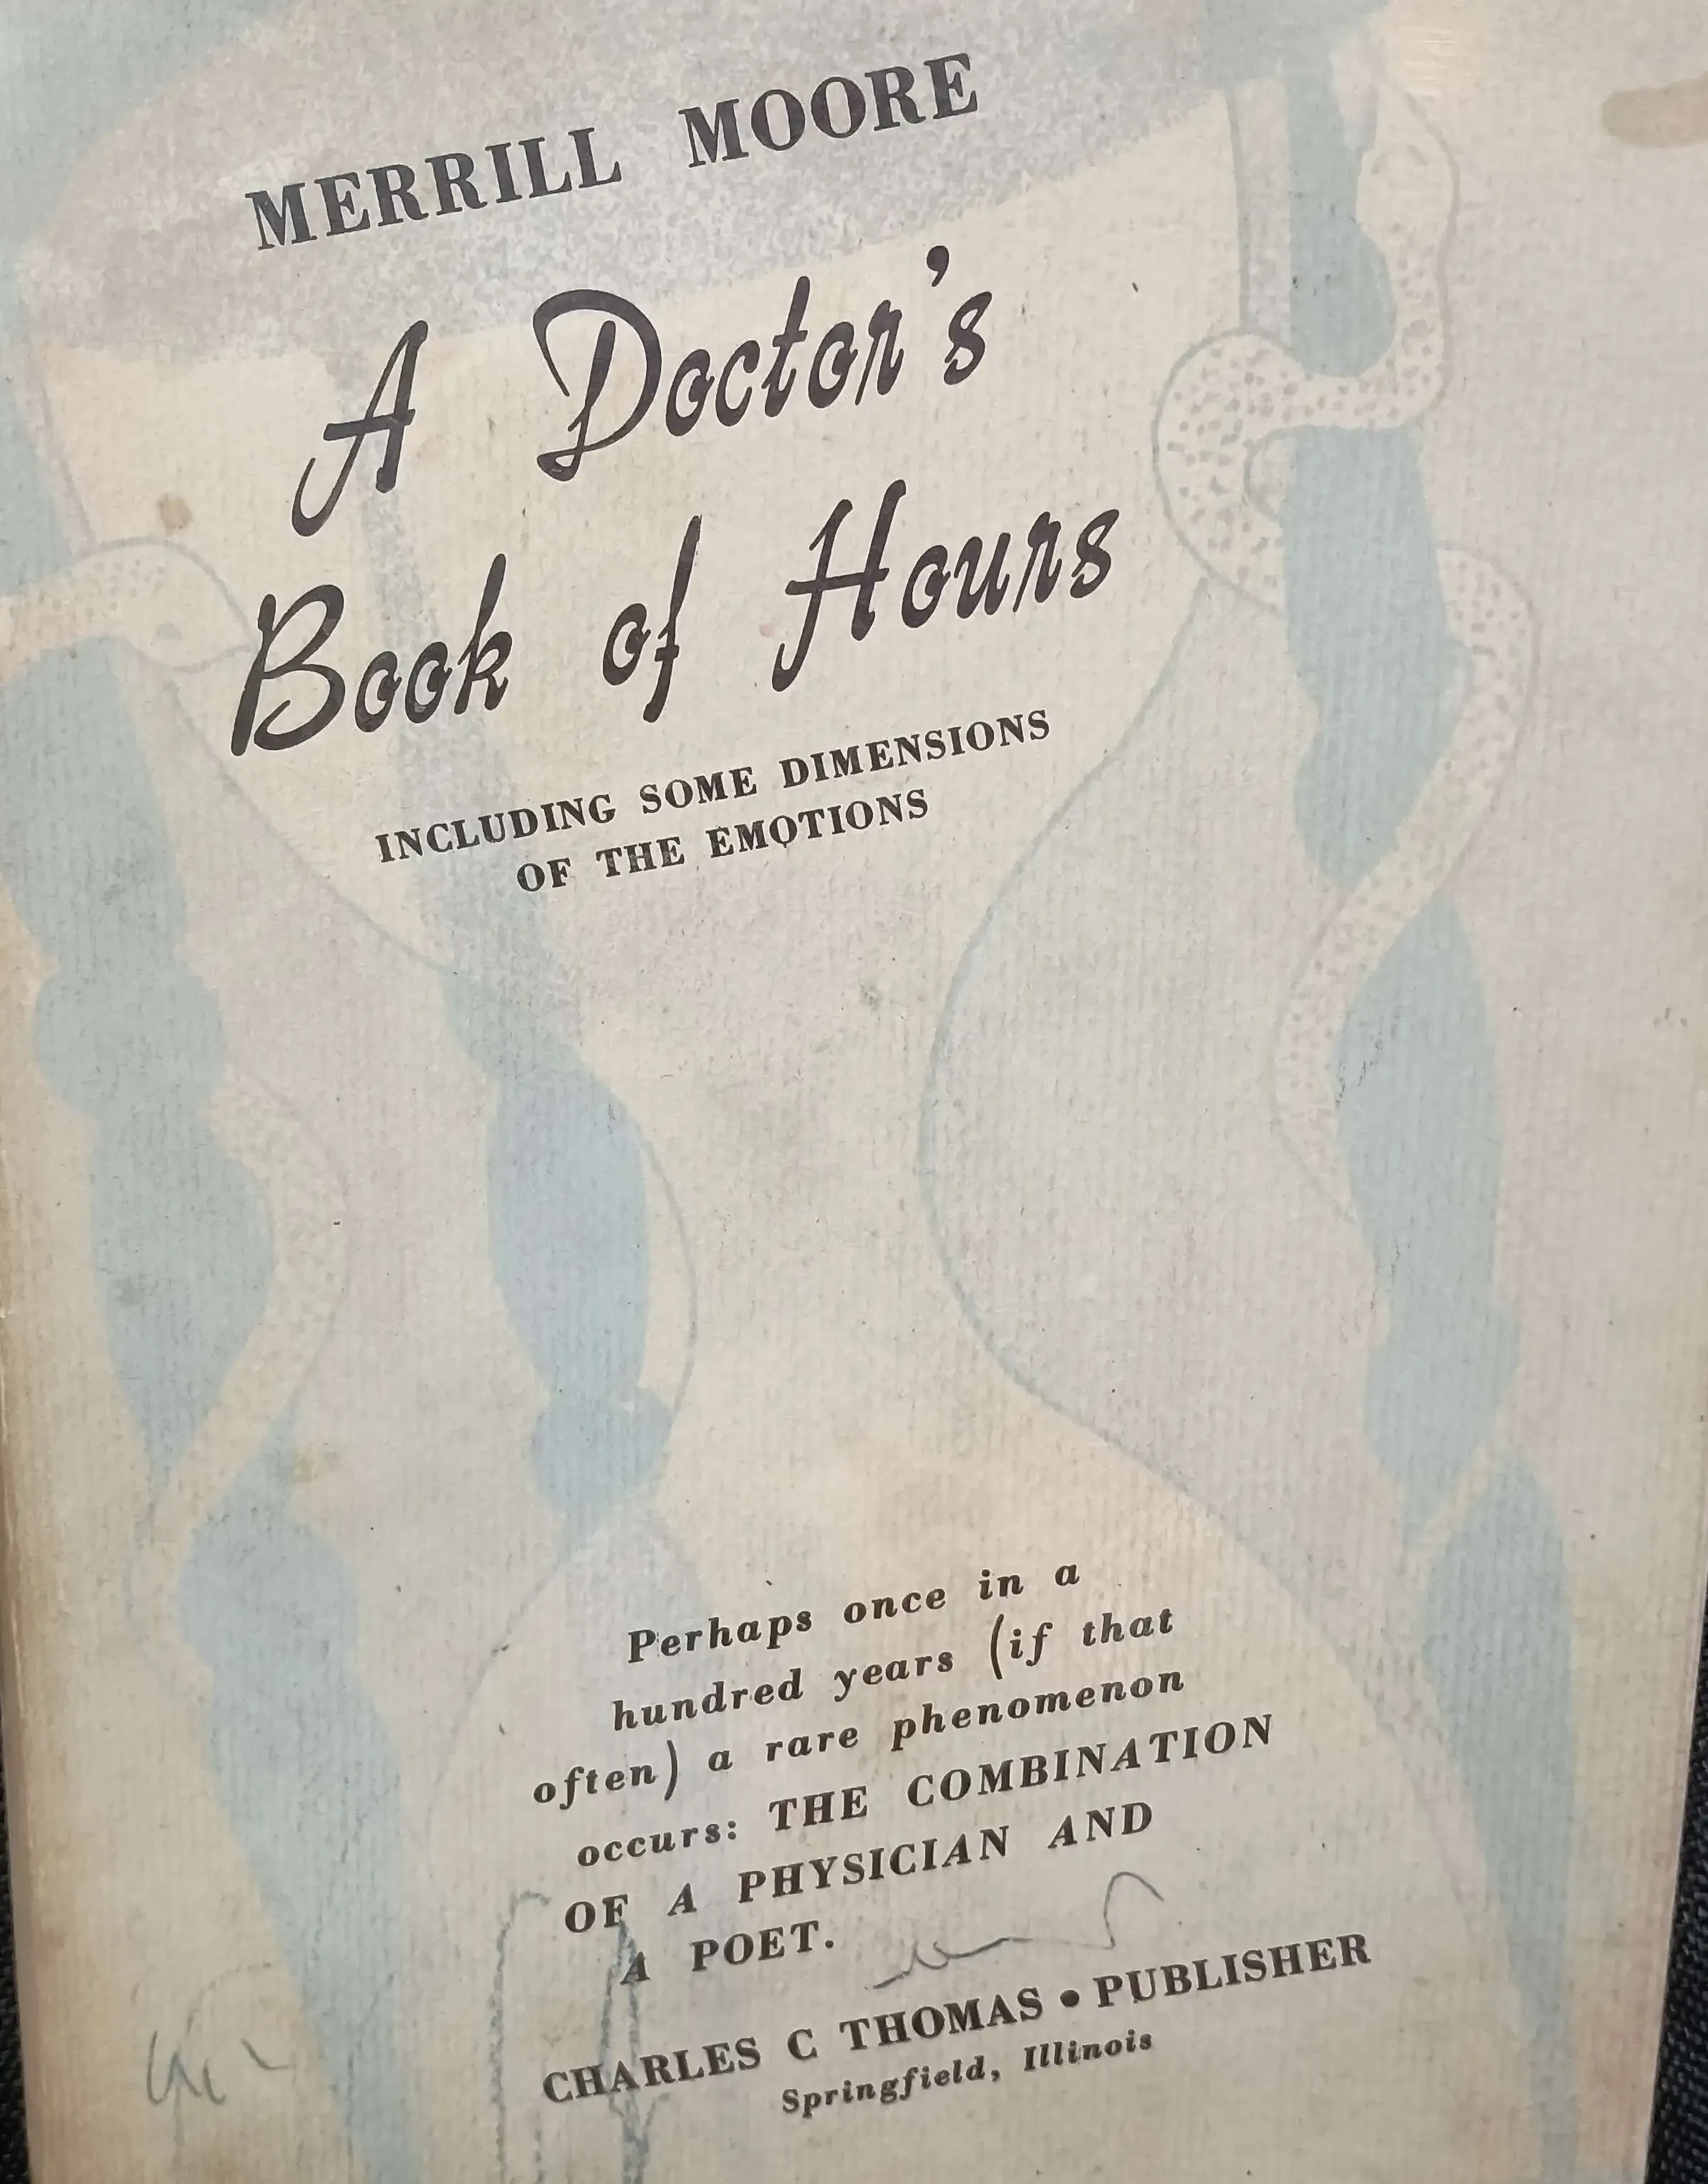 MERRILL MOORE
A Doctor's
Book of Hours
INCLUDING SOME DIMENSIONS
OF THE EMOTIONS
Perhaps once in a
hundred years (if that
often) a rare phenomenon
occurs: THE COMBINATION
OF A PHYSICIAN AND
A POET.
CHARLES C THOMAS • PUBLISHER
Springfield, Illinois